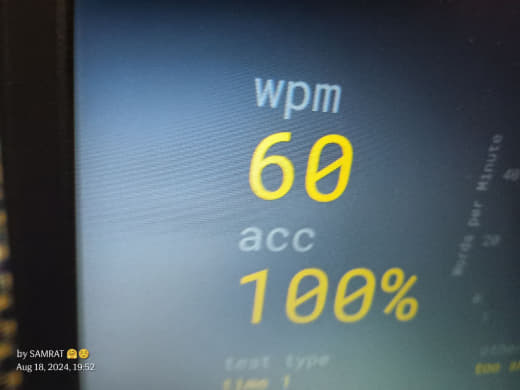 wpm
60
acc
100%
test type
time 1
Words per Minute
40
20
by SAMRAT 🤗☺️
Aug 18, 2024, 19:52